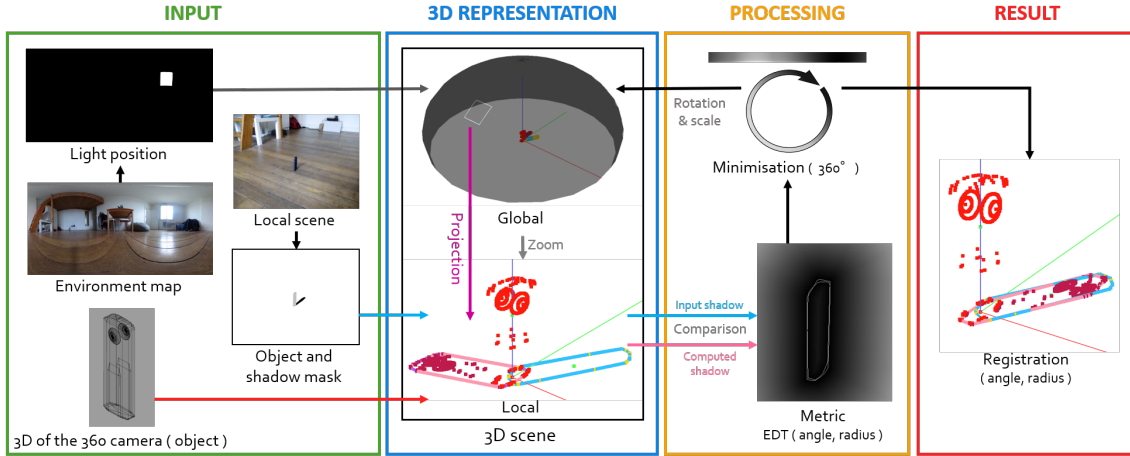 INPUT
3D REPRESENTATION
PROCESSING
RESULT
Light position
Environment map
3D of the 360 camera ( object )
Local scene
Object and
shadow mask
Global
Projection
Zoom
Local
3D scene
Rotation
& scale
Minimisation ( 360° )
Input shadow
Comparison
Computed
shadow
Metric
EDT ( angle, radius )
Registration
( angle, radius )